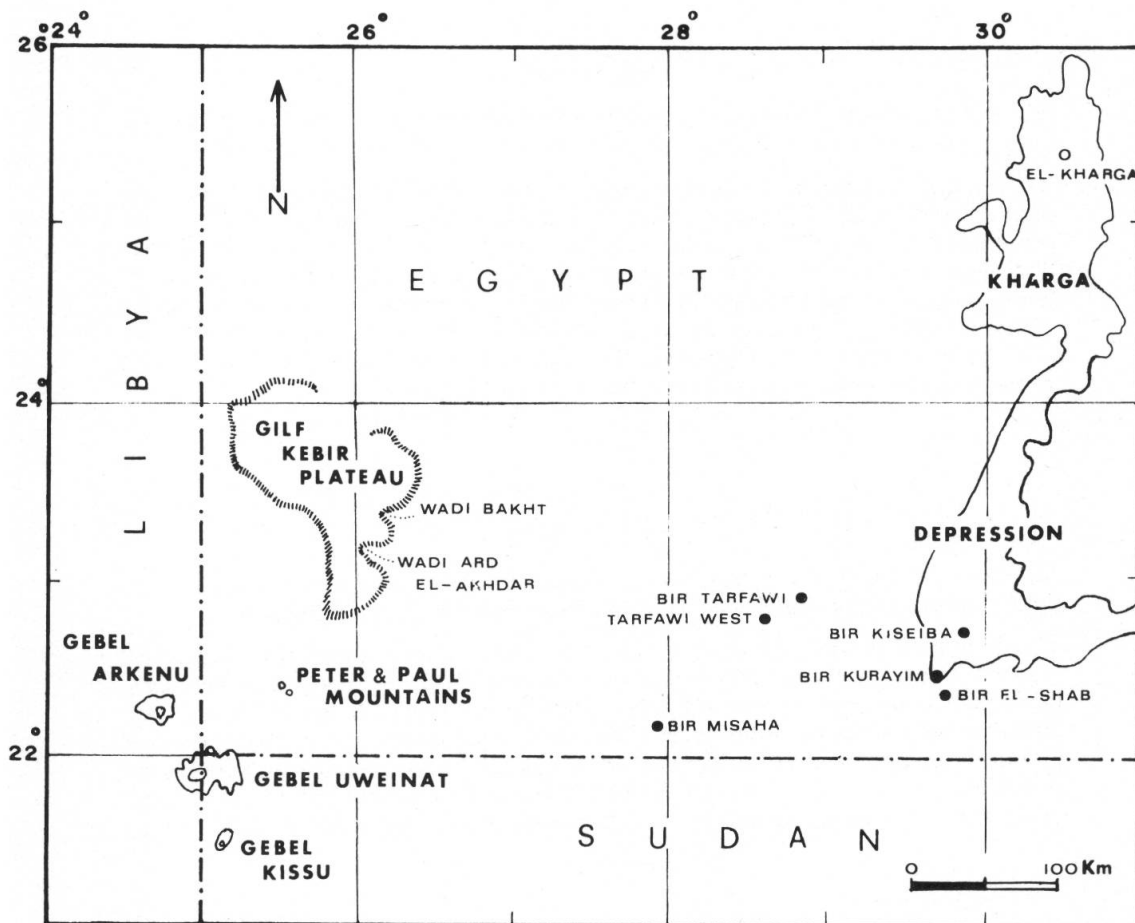 26° 24° 26° 28° 30°
N
EL-KHARGA
LIBYA
EGYPT
KHARGA
24°
GILF
KEBIR
PLATEAU
WADI BAKHT
DEPRESSION
WADI ARD
EL-AKHDAR
BIR TARFAWI
TARFAWI WEST
BIR KISEIBA
GEBEL
ARKENU
PETER & PAUL
MOUNTAINS
BIR KURAYIM
BIR EL-SHAB
BIR MISAHA
22°
GEBEL UWEINAT
SUDAN
GEBEL
KISSU
0 100 Km